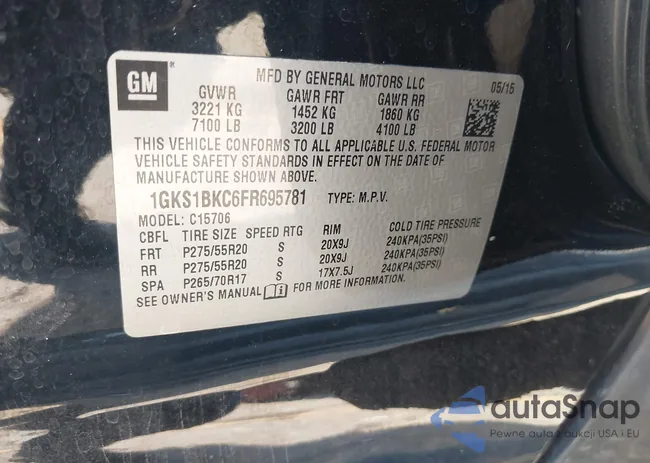 GM
MFD BY GENERAL MOTORS LLC
05/15
GVWR GAWR FRT GAWR RR
3221 KG 1452 KG 1860 KG
7100 LB 3200 LB 4100 LB
THIS VEHICLE CONFORMS TO ALL APPLICABLE U.S. FEDERAL MOTOR
VEHICLE SAFETY STANDARDS IN EFFECT ON THE DATE OF
MANUFACTURE SHOWN ABOVE.
1GKS1BKC6FR695781 TYPE: M.P.V.
MODEL: C15706
CBFL TIRE SIZE SPEED RTG RIM COLD TIRE PRESSURE
FRT P275/55R20 S 20X9J 240KPA(35PSI)
RR P275/55R20 S 20X9J 240KPA(35PSI)
SPA P265/70R17 S 17X7.5J 240KPA(35PSI)
SEE OWNER'S MANUAL FOR MORE INFORMATION.
autoSnap
Pewne auta z aukcji USA i EU